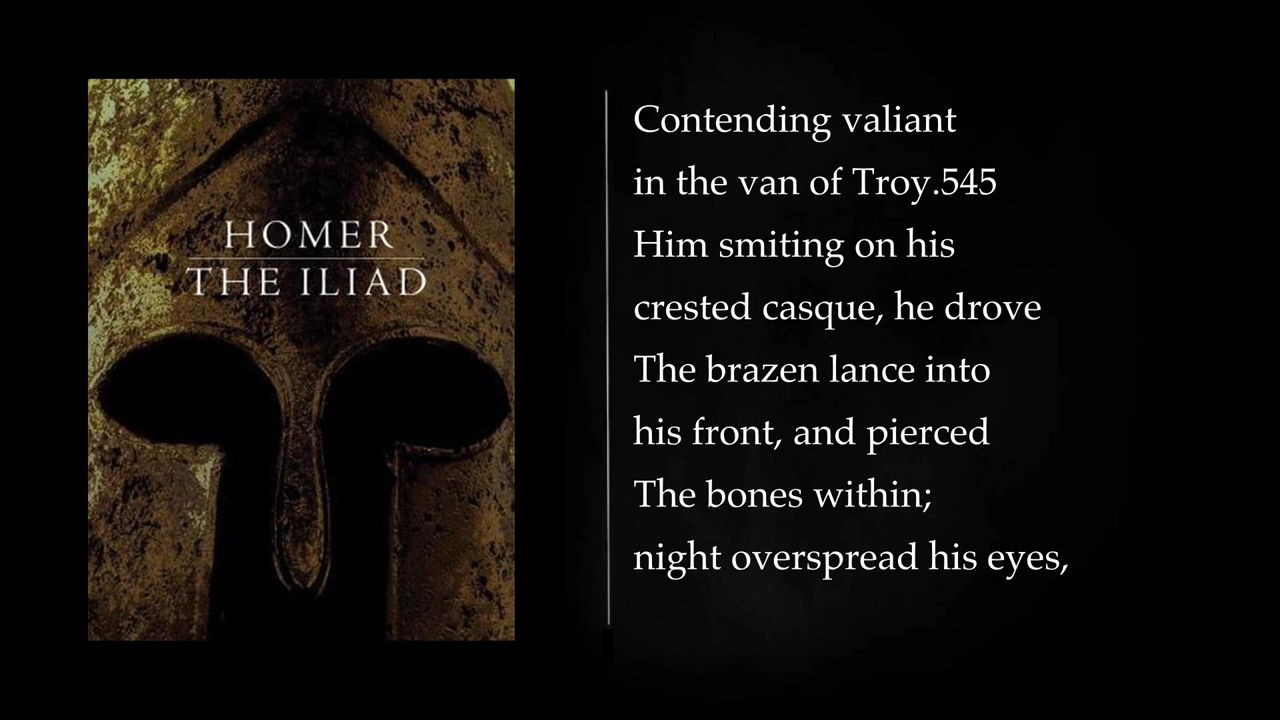 HOMER
THE ILIAD
Contending valiant
in the van of Troy.545
Him smiting on his
crested casque, he drove
The brazen lance into
his front, and pierced
The bones within;
night overspread his eyes,